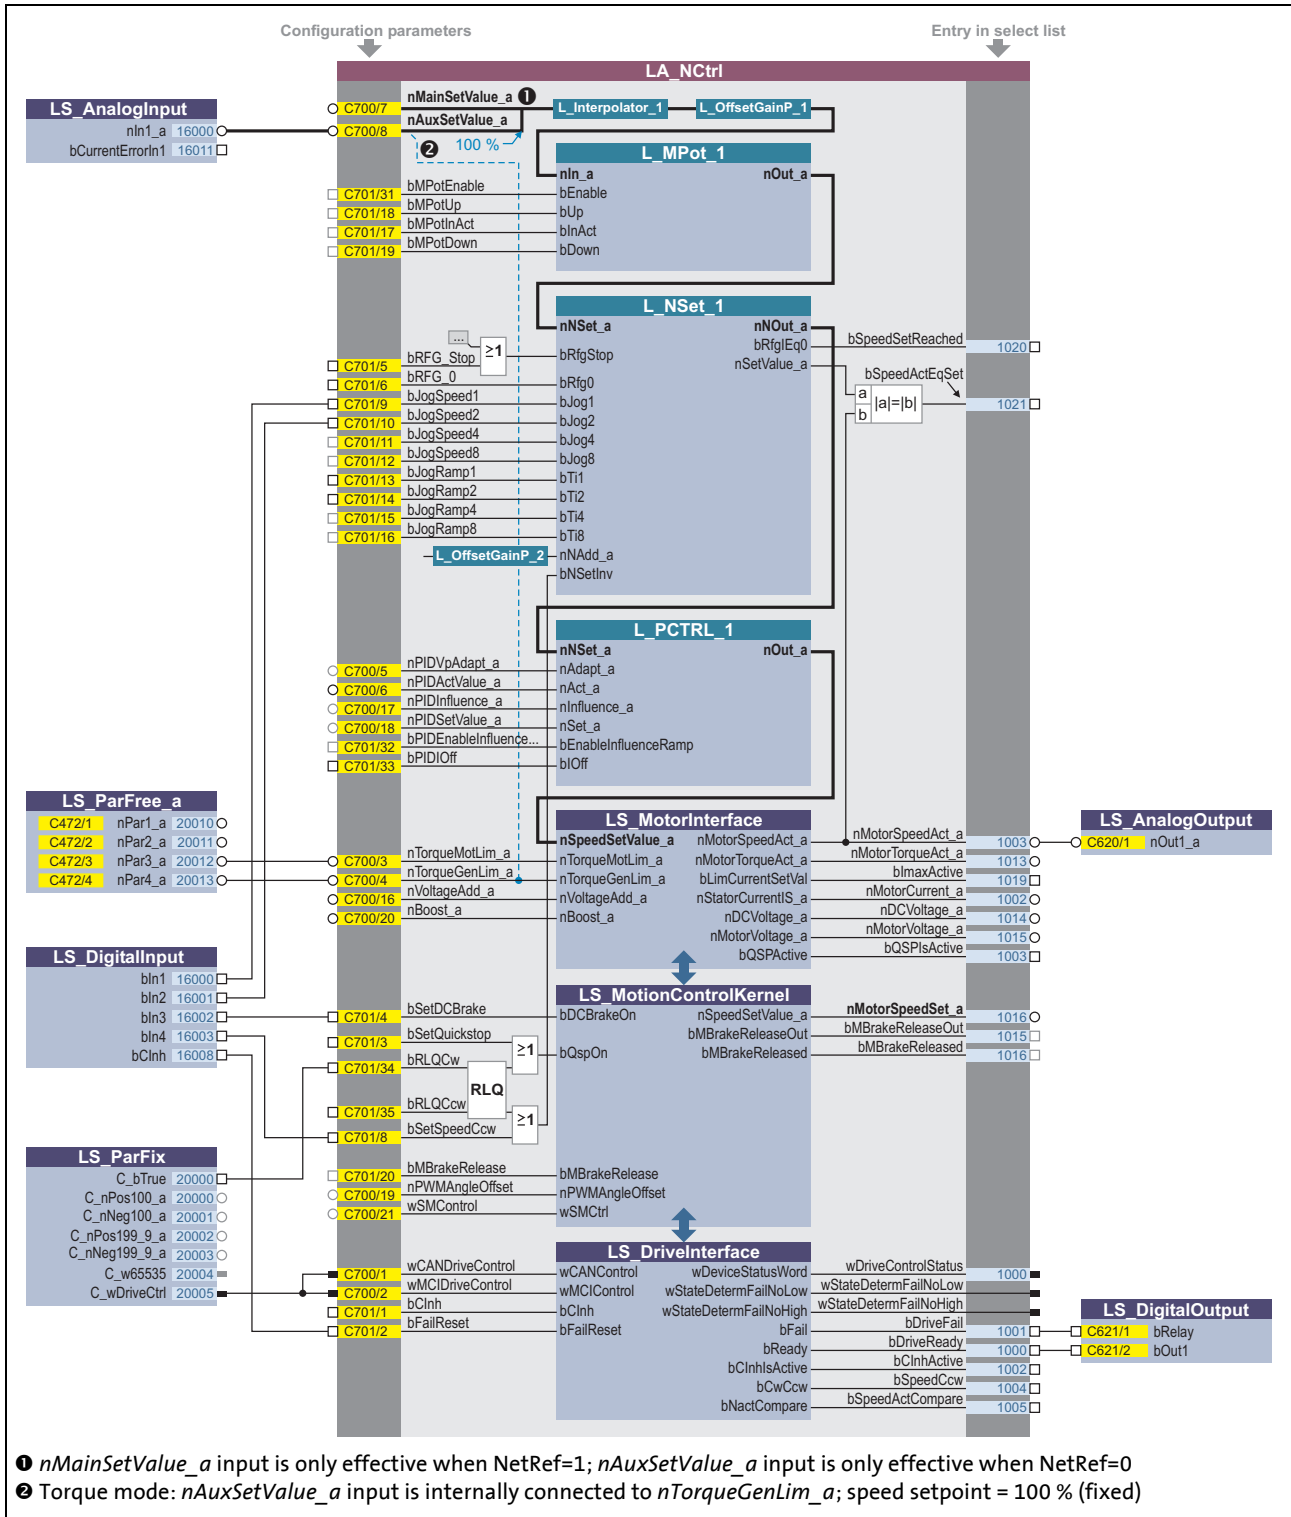 Configuration parameters
Entry in select list
LA_NCtrl
LS_AnalogInput
nIn1_a 16000
bCurrentErrorIn1 16011
C700/7 nMainSetValue_a ❶
C700/8 nAuxSetValue_a
❷ 100 %
L_Interpolator_1
L_OffsetGainP_1
L_MPot_1
nIn_a nOut_a
C701/31 bMPotEnable bEnable
C701/18 bMPotUp bUp
C701/17 bMPotInAct bInAct
C701/19 bMPotDown bDown
L_NSet_1
nNSet_a nNOut_a
bRfgIEq0 bSpeedSetReached 1020
nSetValue_a
bSpeedActEqSet 1021
a
b
|a|=|b|
...
≥1
C701/5 bRFG_Stop bRfgStop
C701/6 bRFG_0 bRfg0
C701/9 bJogSpeed1 bJog1
C701/10 bJogSpeed2 bJog2
C701/11 bJogSpeed4 bJog4
C701/12 bJogSpeed8 bJog8
C701/13 bJogRamp1 bTi1
C701/14 bJogRamp2 bTi2
C701/15 bJogRamp4 bTi4
C701/16 bJogRamp8 bTi8
L_OffsetGainP_2 nNAdd_a
bNSetInv
L_PCTRL_1
nNSet_a nOut_a
C700/5 nPIDVpAdapt_a nAdapt_a
C700/6 nPIDActValue_a nAct_a
C700/17 nPIDInfluence_a nInfluence_a
C700/18 nPIDSetValue_a nSet_a
C701/32 bPIDEnableInfluence... bEnableInfluenceRamp
C701/33 bPIDIOff bIOff
LS_ParFree_a
C472/1 nPar1_a 20010
C472/2 nPar2_a 20011
C472/3 nPar3_a 20012
C472/4 nPar4_a 20013
LS_MotorInterface
nSpeedSetValue_a
C700/3 nTorqueMotLim_a nTorqueMotLim_a
C700/4 nTorqueGenLim_a nTorqueGenLim_a
C700/16 nVoltageAdd_a nVoltageAdd_a
C700/20 nBoost_a nBoost_a
nMotorSpeedAct_a nMotorSpeedAct_a 1003
nMotorTorqueAct_a nMotorTorqueAct_a 1013
bLimCurrentSetVal bImaxActive 1019
nStatorCurrentIS_a nMotorCurrent_a 1002
nDCVoltage_a nDCVoltage_a 1014
nMotorVoltage_a nMotorVoltage_a 1015
bQSPActive bQSPIsActive 1003
LS_AnalogOutput
C620/1 nOut1_a
LS_DigitalInput
bIn1 16000
bIn2 16001
bIn3 16002
bIn4 16003
bCInh 16008
LS_MotionControlKernel
C701/4 bSetDCBrake bDCBrakeOn
C701/3 bSetQuickstop
≥1 bQspOn
C701/34 bRLQCw
RLQ
C701/35 bRLQCcw
≥1
C701/8 bSetSpeedCcw
C701/20 bMBrakeRelease bMBrakeRelease
C700/19 nPWMAngleOffset nPWMAngleOffset
C700/21 wSMControl wSMCtrl
nSpeedSetValue_a nMotorSpeedSet_a 1016
bMBrakeReleaseOut bMBrakeReleaseOut 1015
bMBrakeReleased bMBrakeReleased 1016
LS_ParFix
C_bTrue 20000
C_nPos100_a 20000
C_nNeg100_a 20001
C_nPos199_9_a 20002
C_nNeg199_9_a 20003
C_w65535 20004
C_wDriveCtrl 20005
LS_DriveInterface
C700/1 wCANDriveControl wCANControl
C700/2 wMCIDriveControl wMCIControl
C701/1 bCInh bCInh
C701/2 bFailReset bFailReset
wDeviceStatusWord wDriveControlStatus 1000
wStateDetermFailNoLow wStateDetermFailNoLow
wStateDetermFailNoHigh wStateDetermFailNoHigh
bFail bDriveFail 1001
bReady bDriveReady 1000
bCInhIsActive bCInhActive 1002
bCwCcw bSpeedCcw 1004
bNactCompare bSpeedActCompare 1005
LS_DigitalOutput
C621/1 bRelay
C621/2 bOut1
❶ nMainSetValue_a input is only effective when NetRef=1; nAuxSetValue_a input is only effective when NetRef=0
❷ Torque mode: nAuxSetValue_a input is internally connected to nTorqueGenLim_a; speed setpoint = 100 % (fixed)